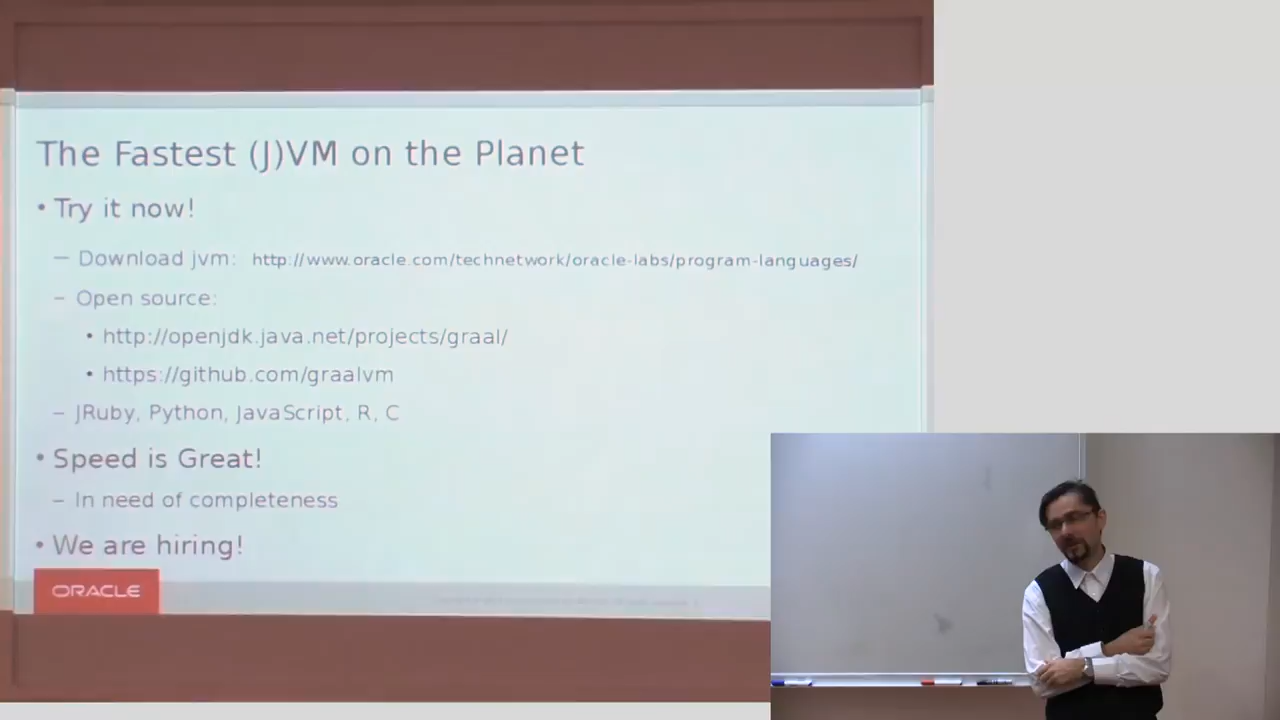 The Fastest (J)VM on the Planet
• Try it now!
– Download jvm: http://www.oracle.com/technetwork/oracle-labs/program-languages/
– Open source:
• http://openjdk.java.net/projects/graal/
• https://github.com/graalvm
– JRuby, Python, JavaScript, R, C
• Speed is Great!
– In need of completeness
• We are hiring!
ORACLE